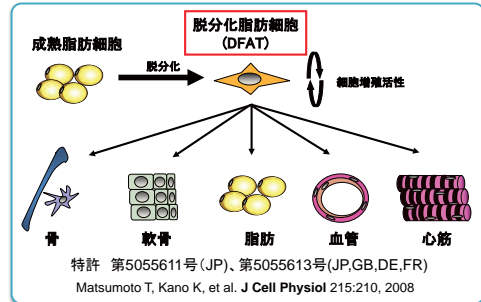 脱分化脂肪細胞
(DFAT)
成熟脂肪細胞
脱分化
細胞増殖活性
骨
軟骨
脂肪
血管
心筋
特許 第5055611号(JP)、第5055613号(JP,GB,DE,FR)
Matsumoto T, Kano K, et al. J Cell Physiol 215:210, 2008